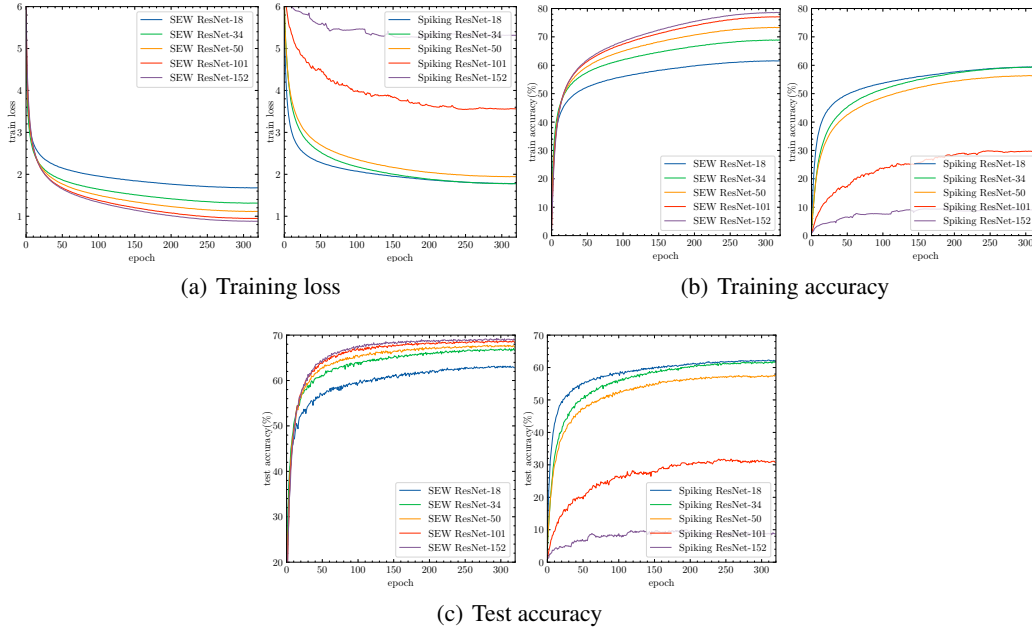 6
5
4
3
2
1
0 50 100 150 200 250 300
epoch
train loss
SEW ResNet-18
SEW ResNet-34
SEW ResNet-50
SEW ResNet-101
SEW ResNet-152
6
5
4
3
2
1
0 50 100 150 200 250 300
epoch
train loss
Spiking ResNet-18
Spiking ResNet-34
Spiking ResNet-50
Spiking ResNet-101
Spiking ResNet-152
(a) Training loss
80
70
60
50
40
30
20
10
0
0 50 100 150 200 250 300
epoch
train accuracy(%)
SEW ResNet-18
SEW ResNet-34
SEW ResNet-50
SEW ResNet-101
SEW ResNet-152
80
70
60
50
40
30
20
10
0
0 50 100 150 200 250 300
epoch
train accuracy(%)
Spiking ResNet-18
Spiking ResNet-34
Spiking ResNet-50
Spiking ResNet-101
Spiking ResNet-152
(b) Training accuracy
70
60
50
40
30
20
0 50 100 150 200 250 300
epoch
test accuracy(%)
SEW ResNet-18
SEW ResNet-34
SEW ResNet-50
SEW ResNet-101
SEW ResNet-152
70
60
50
40
30
20
10
0
0 50 100 150 200 250 300
epoch
test accuracy(%)
Spiking ResNet-18
Spiking ResNet-34
Spiking ResNet-50
Spiking ResNet-101
Spiking ResNet-152
(c) Test accuracy